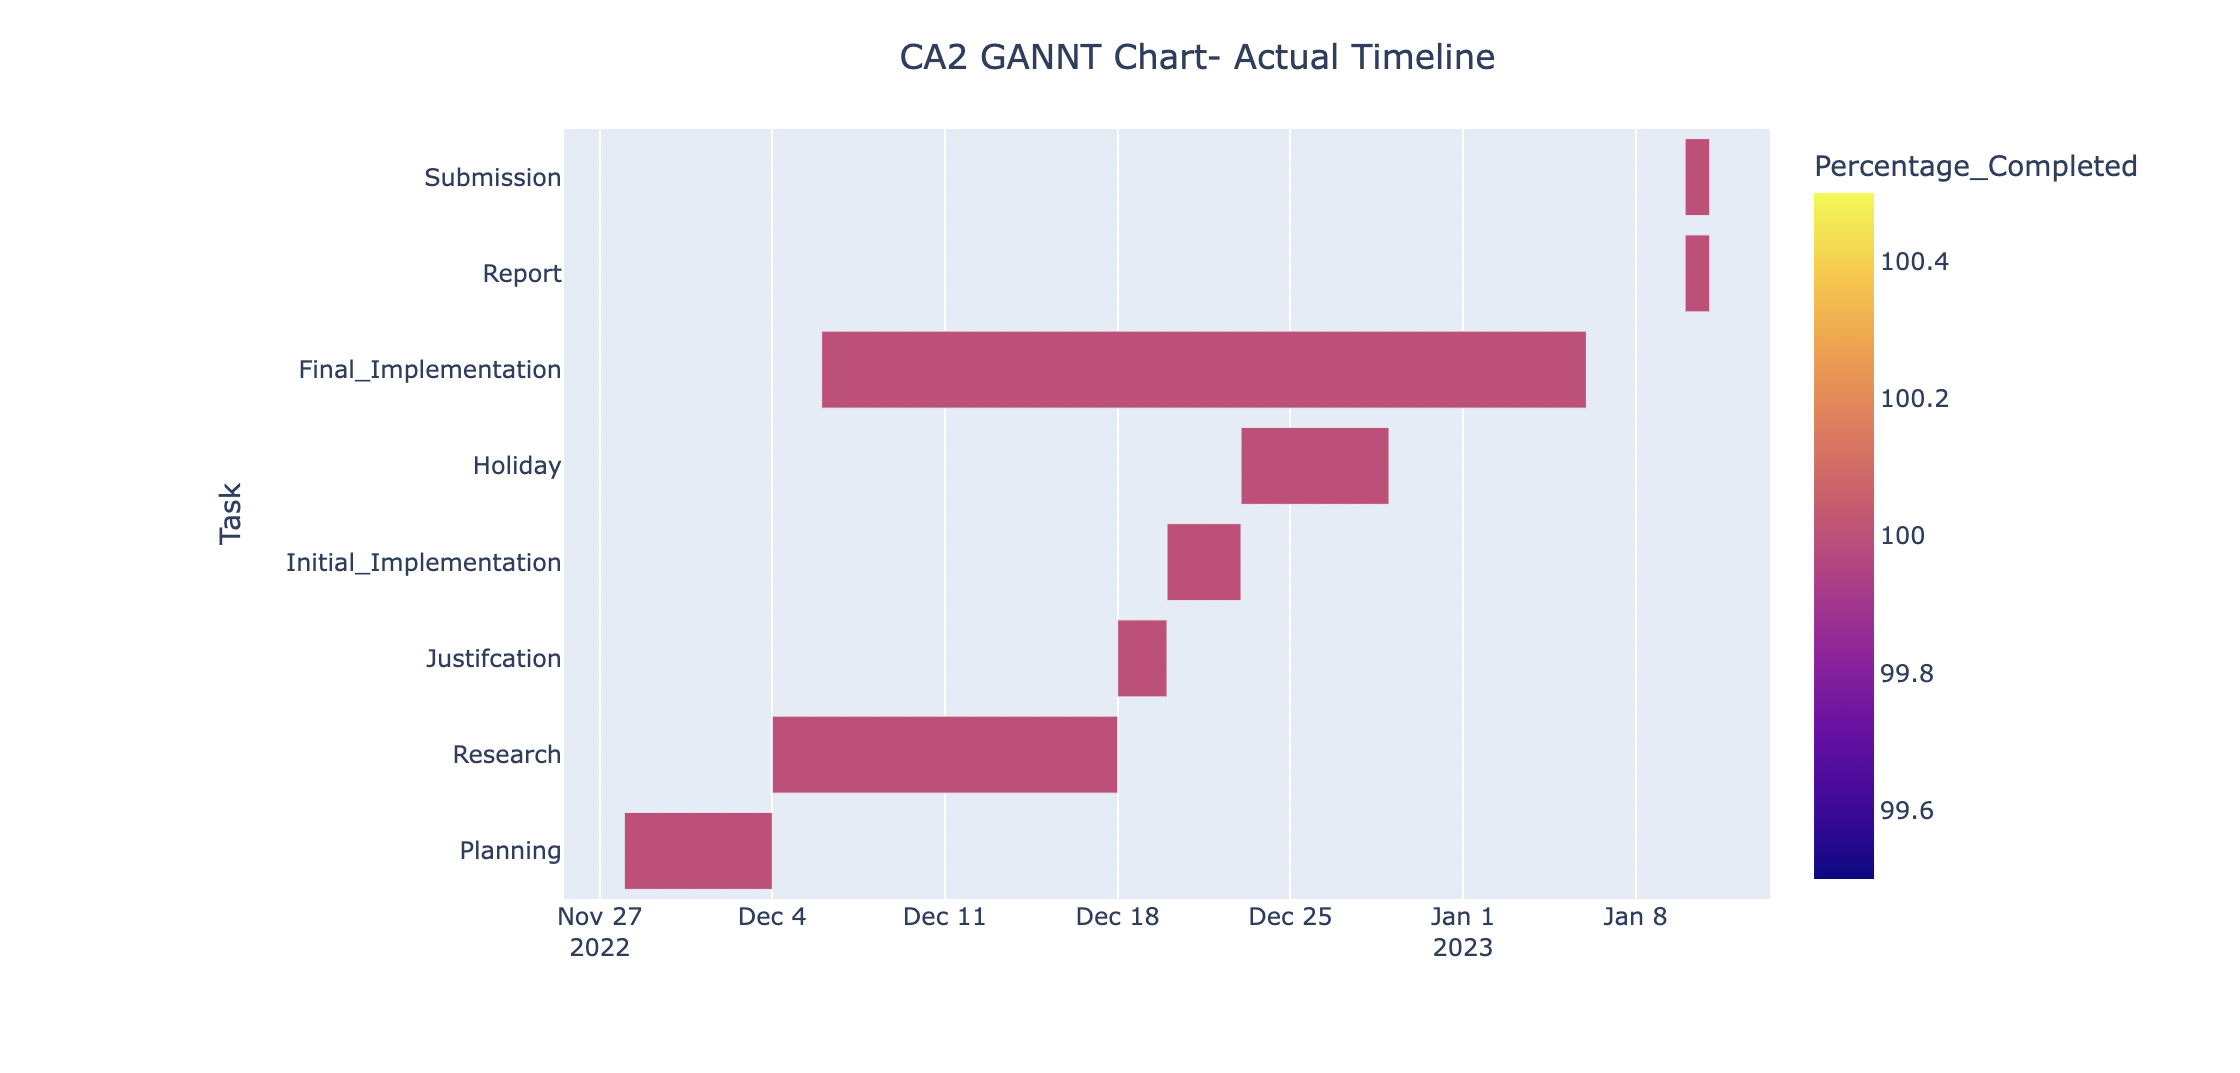 CA2 GANNT Chart- Actual Timeline
Task
Submission
Report
Final_Implementation
Holiday
Initial_Implementation
Justifcation
Research
Planning
Nov 27
2022
Dec 4
Dec 11
Dec 18
Dec 25
Jan 1
2023
Jan 8
Percentage_Completed
100.4
100.2
100
99.8
99.6